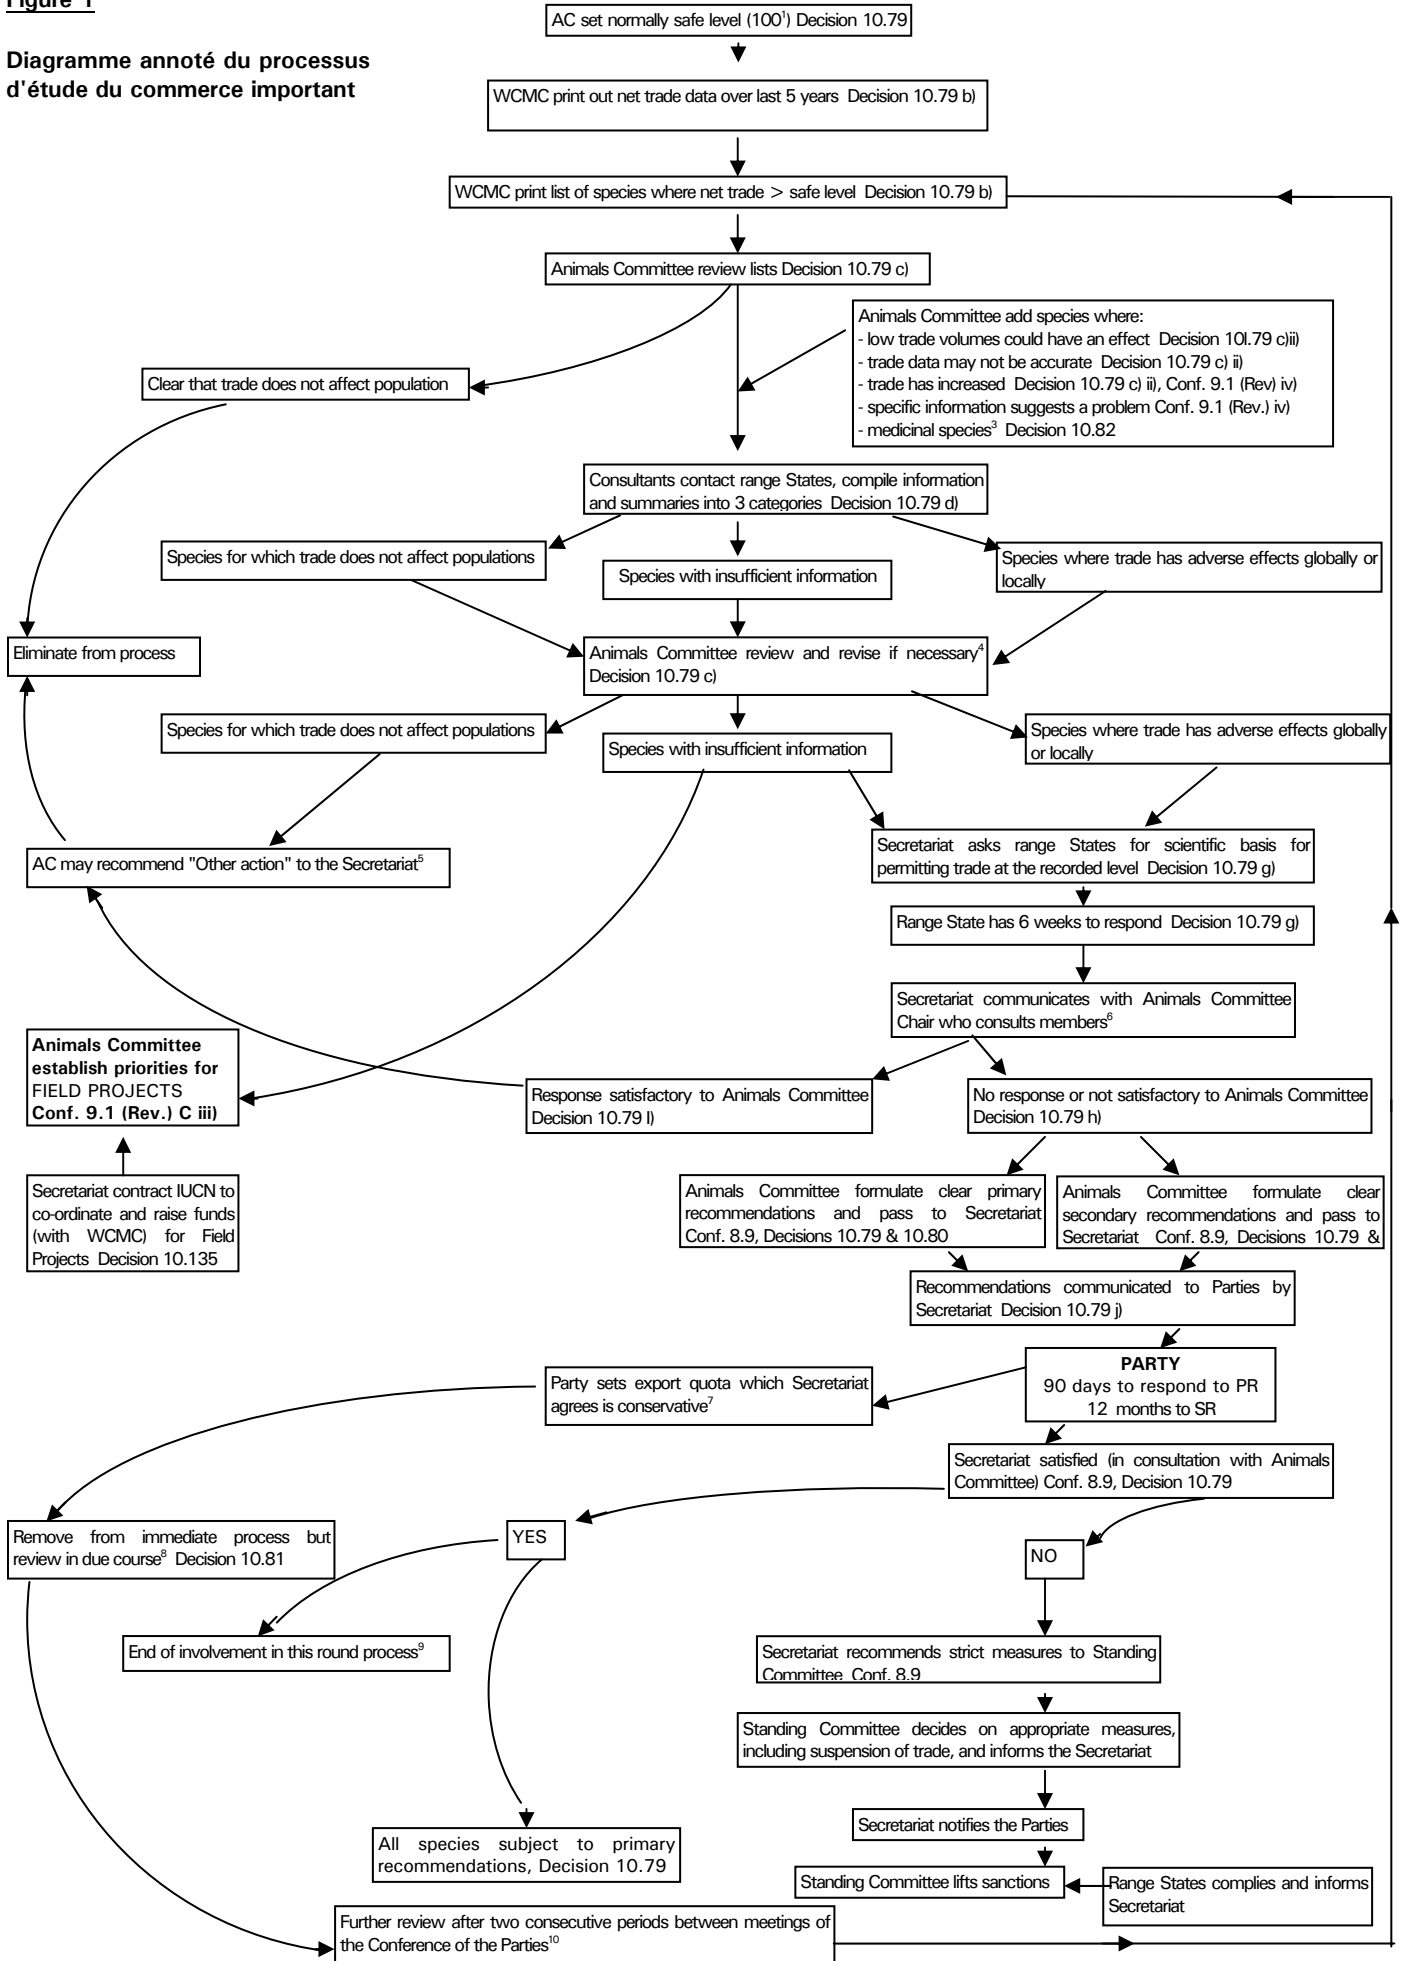 Figure 1
AC set normally safe level (100¹) Decision 10.79
Diagramme annoté du processus
d'étude du commerce important
WCMC print out net trade data over last 5 years Decision 10.79 b)
WCMC print list of species where net trade > safe level Decision 10.79 b)
Animals Committee review lists Decision 10.79 c)
Animals Committee add species where:
- low trade volumes could have an effect Decision 10l.79 c)ii)
- trade data may not be accurate Decision 10.79 c) ii)
- trade has increased Decision 10.79 c) ii), Conf. 9.1 (Rev) iv)
- specific information suggests a problem Conf. 9.1 (Rev.) iv)
- medicinal species³ Decision 10.82
Clear that trade does not affect population
Consultants contact range States, compile information
and summaries into 3 categories Decision 10.79 d)
Species for which trade does not affect populations
Species with insufficient information
Species where trade has adverse effects globally or
locally
Eliminate from process
Animals Committee review and revise if necessary⁴
Decision 10.79 c)
Species for which trade does not affect populations
Species with insufficient information
Species where trade has adverse effects globally
or locally
AC may recommend "Other action" to the Secretariat⁵
Secretariat asks range States for scientific basis for
permitting trade at the recorded level Decision 10.79 g)
Range State has 6 weeks to respond Decision 10.79 g)
Secretariat communicates with Animals Committee
Chair who consults members⁶
Animals Committee
establish priorities for
FIELD PROJECTS
Conf. 9.1 (Rev.) C iii)
Response satisfactory to Animals Committee
Decision 10.79 l)
No response or not satisfactory to Animals Committee
Decision 10.79 h)
Secretariat contract IUCN to
co-ordinate and raise funds
(with WCMC) for Field
Projects Decision 10.135
Animals Committee formulate clear primary
recommendations and pass to Secretariat
Conf. 8.9, Decisions 10.79 & 10.80
Animals Committee formulate clear
secondary recommendations and pass to
Secretariat Conf. 8.9, Decisions 10.79 &
Recommendations communicated to Parties by
Secretariat Decision 10.79 j)
PARTY
90 days to respond to PR
12 months to SR
Party sets export quota which Secretariat
agrees is conservative⁷
Secretariat satisfied (in consultation with Animals
Committee) Conf. 8.9, Decision 10.79
Remove from immediate process but
review in due course⁸ Decision 10.81
YES
NO
End of involvement in this round process⁹
Secretariat recommends strict measures to Standing
Committee Conf. 8.9
Standing Committee decides on appropriate measures,
including suspension of trade, and informs the Secretariat
Secretariat notifies the Parties
All species subject to primary
recommendations, Decision 10.79
Standing Committee lifts sanctions
Range States complies and informs
Secretariat
Further review after two consecutive periods between meetings of
the Conference of the Parties¹⁰